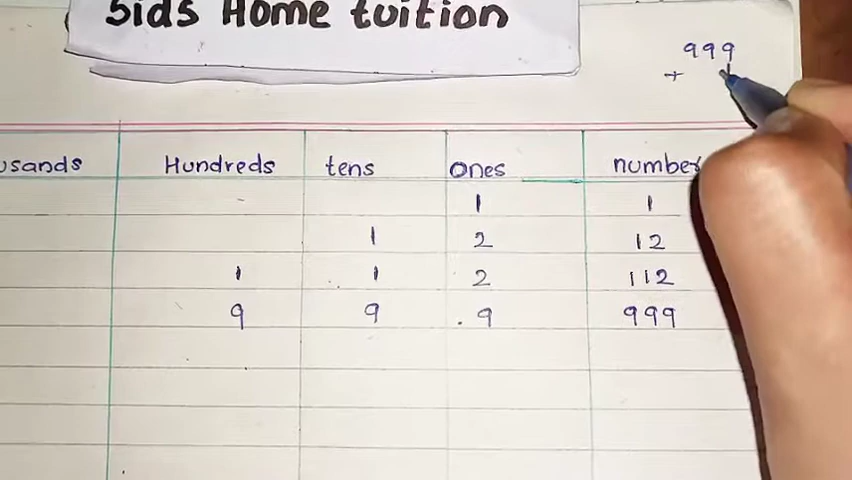 Sids Home tuition
999
+
usands Hundreds tens ones number
1 1
1 2 12
1 1 2 112
9 9 9 999